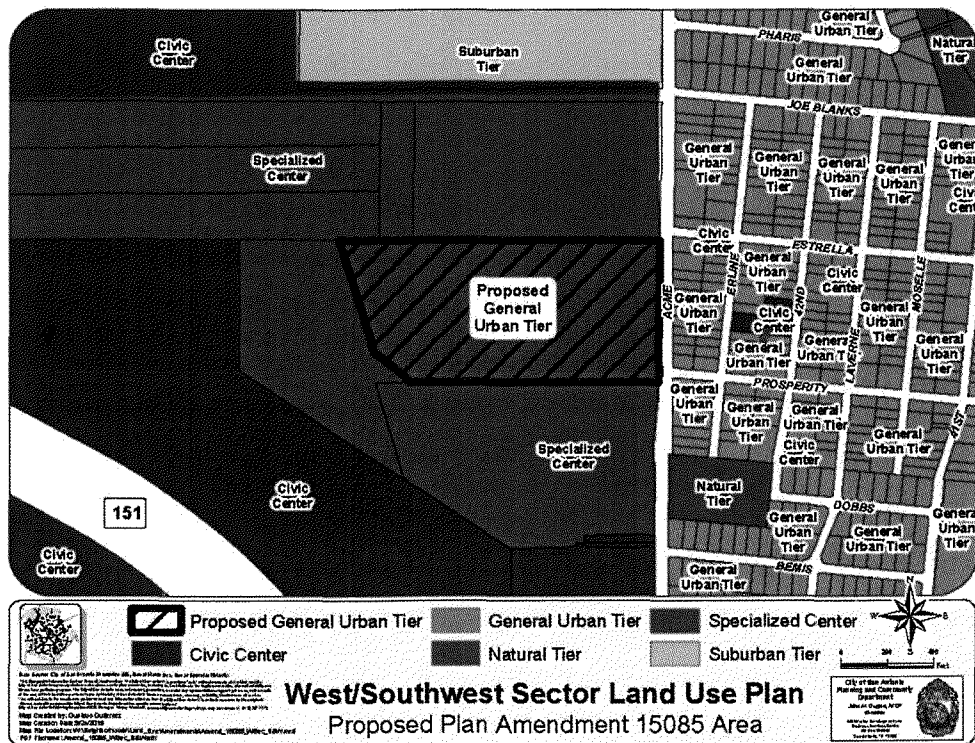 Civic
Center
Suburban
Tier
General
Urban Tier
PHARIS
Natural
Tier
General
Urban Tier
JOE BLANKS
Specialized
Center
General
Urban
Tier
General
Urban
Tier
General
Urban
Tier
General
Urban
Tier
General
Urban
Tier
Civic
Center
ESTRELLA
General
Urban
Tier
Civic
Center
ACME
ERLINE
42ND
LAVERNE
MOSELLE
Proposed
General
Urban Tier
General
Urban
Tier
Civic
Center
General
Urban
Tier
General
Urban
Tier
General
Urban Tier
General
Urban T
PROSPERITY
General
Urban
Tier
General
Urban
Tier
General
Urban Tier
41ST
Specialized
Center
Civic
Center
General
Urban Tier
Civic
Center
Natural
Tier
DOBBS
151
General
Urban
Tier
General
Urban Tier
General
Urban
Tier
Civic
Center
General
Urban Tier
BEMIS
N
W
S
Proposed General Urban Tier
General Urban Tier
Specialized Center
Civic Center
Natural Tier
Suburban Tier
Feet
West/Southwest Sector Land Use Plan
Proposed Plan Amendment 15085 Area
City of San Antonio
Planning and Community
Department